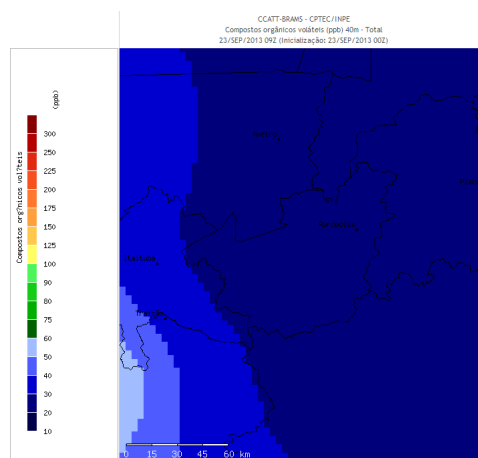 CCATT-BRAMS - CPTEC/INPE
Compostos orgânicos voláteis (ppb) 40m - Total
23/SEP/2013 09Z (Inicialização: 23/SEP/2013 00Z)
(ppb)
Compostos org?nicos vol?teis
300
250
225
200
175
150
125
100
90
80
75
60
50
40
30
20
10
0 15 30 45 60 km